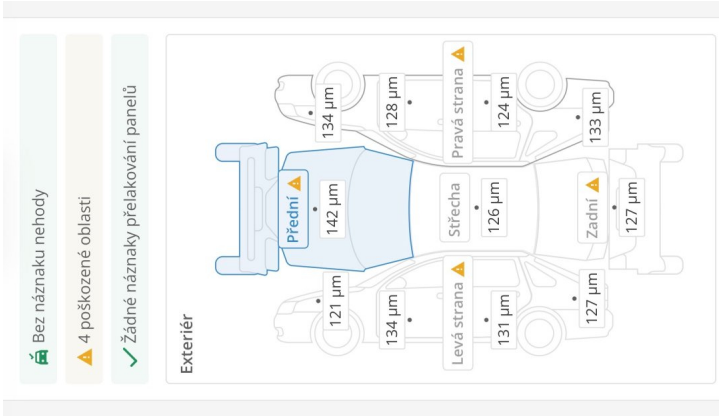 Bez náznaku nehody
4 poškozené oblasti
Žádné náznaky přelakování panelů
Exteriér
134 µm
128 µm
Pravá strana
124 µm
133 µm
Přední
142 µm
Střecha
126 µm
Zadní
127 µm
121 µm
134 µm
Levá strana
131 µm
127 µm